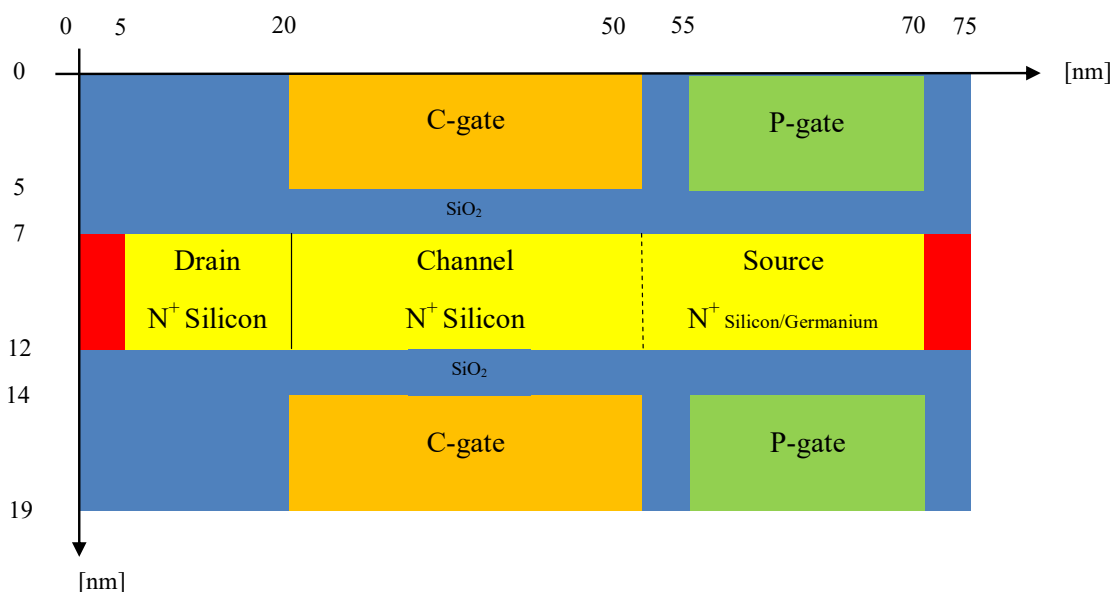 0 5 20 50 55 70 75
0 [nm]
C-gate P-gate
5
SiO₂
7
Drain Channel Source
N⁺ Silicon N⁺ Silicon N⁺ Silicon/Germanium
12
SiO₂
14
C-gate P-gate
19
[nm]